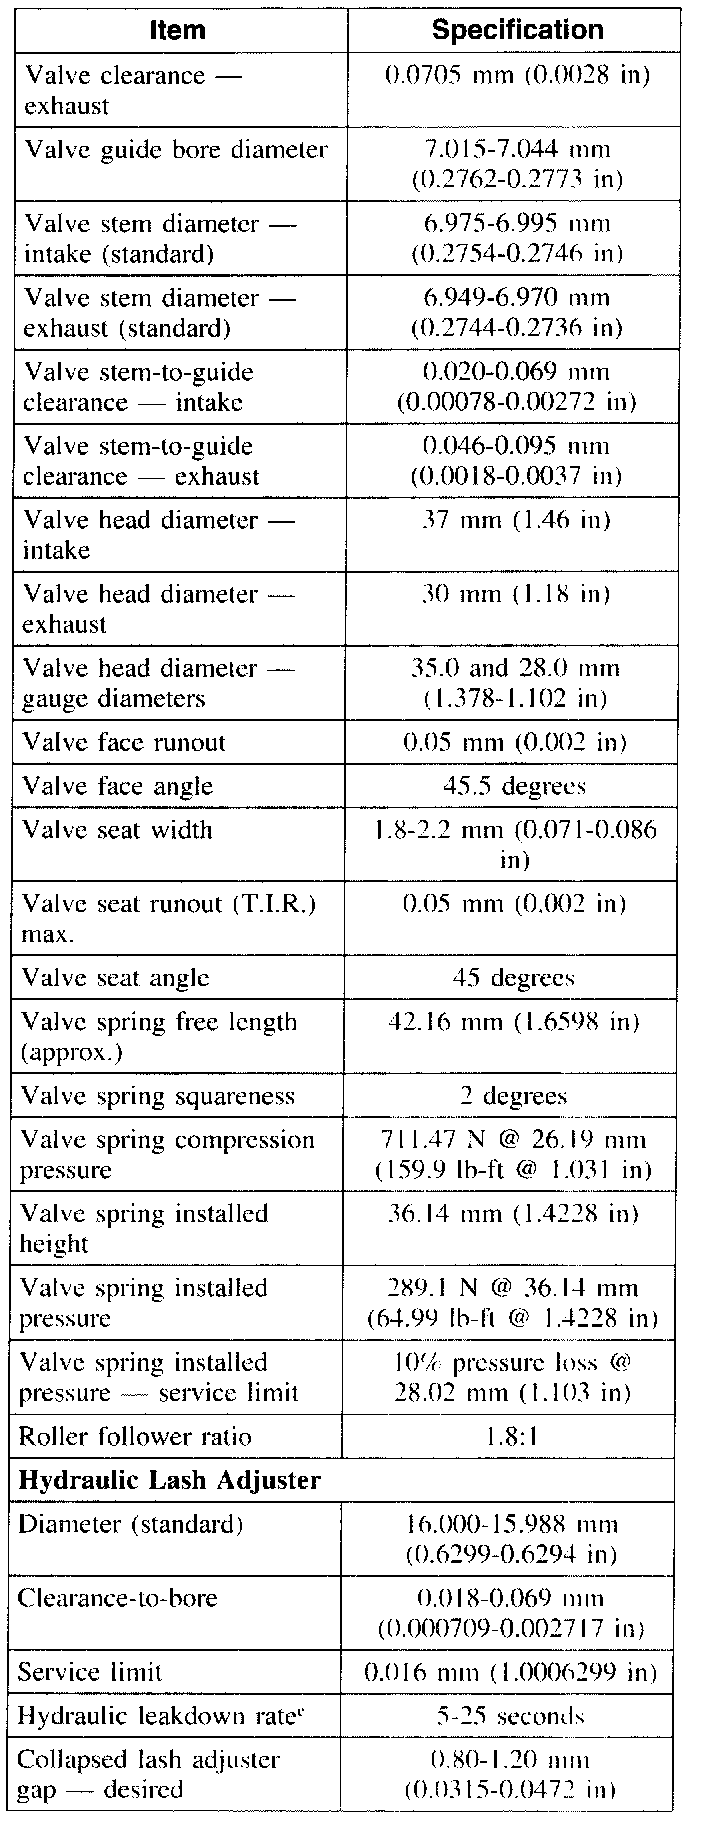 Item Specification
Valve clearance — 0.0705 mm (0.0028 in)
exhaust
Valve guide bore diameter 7.015-7.044 mm
(0.2762-0.2773 in)
Valve stem diameter — 6.975-6.995 mm
intake (standard) (0.2754-0.2746 in)
Valve stem diameter — 6.949-6.970 mm
exhaust (standard) (0.2744-0.2736 in)
Valve stem-to-guide 0.020-0.069 mm
clearance — intake (0.00078-0.00272 in)
Valve stem-to-guide 0.046-0.095 mm
clearance — exhaust (0.0018-0.0037 in)
Valve head diameter — 37 mm (1.46 in)
intake
Valve head diameter — 30 mm (1.18 in)
exhaust
Valve head diameter — 35.0 and 28.0 mm
gauge diameters (1.378-1.102 in)
Valve face runout 0.05 mm (0.002 in)
Valve face angle 45.5 degrees
Valve seat width 1.8-2.2 mm (0.071-0.086
in)
Valve seat runout (T.I.R.) 0.05 mm (0.002 in)
max.
Valve seat angle 45 degrees
Valve spring free length 42.16 mm (1.6598 in)
(approx.)
Valve spring squareness 2 degrees
Valve spring compression 711.47 N @ 26.19 mm
pressure (159.9 lb-ft @ 1.031 in)
Valve spring installed 36.14 mm (1.4228 in)
height
Valve spring installed 289.1 N @ 36.14 mm
pressure (64.99 lb-ft @ 1.4228 in)
Valve spring installed 10% pressure loss @
pressure — service limit 28.02 mm (1.103 in)
Roller follower ratio 1.8:1
Hydraulic Lash Adjuster
Diameter (standard) 16.000-15.988 mm
(0.6299-0.6294 in)
Clearance-to-bore 0.018-0.069 mm
(0.000709-0.002717 in)
Service limit 0.016 mm (1.0006299 in)
Hydraulic leakdown rateᶜ 5-25 seconds
Collapsed lash adjuster 0.80-1.20 mm
gap — desired (0.0315-0.0472 in)